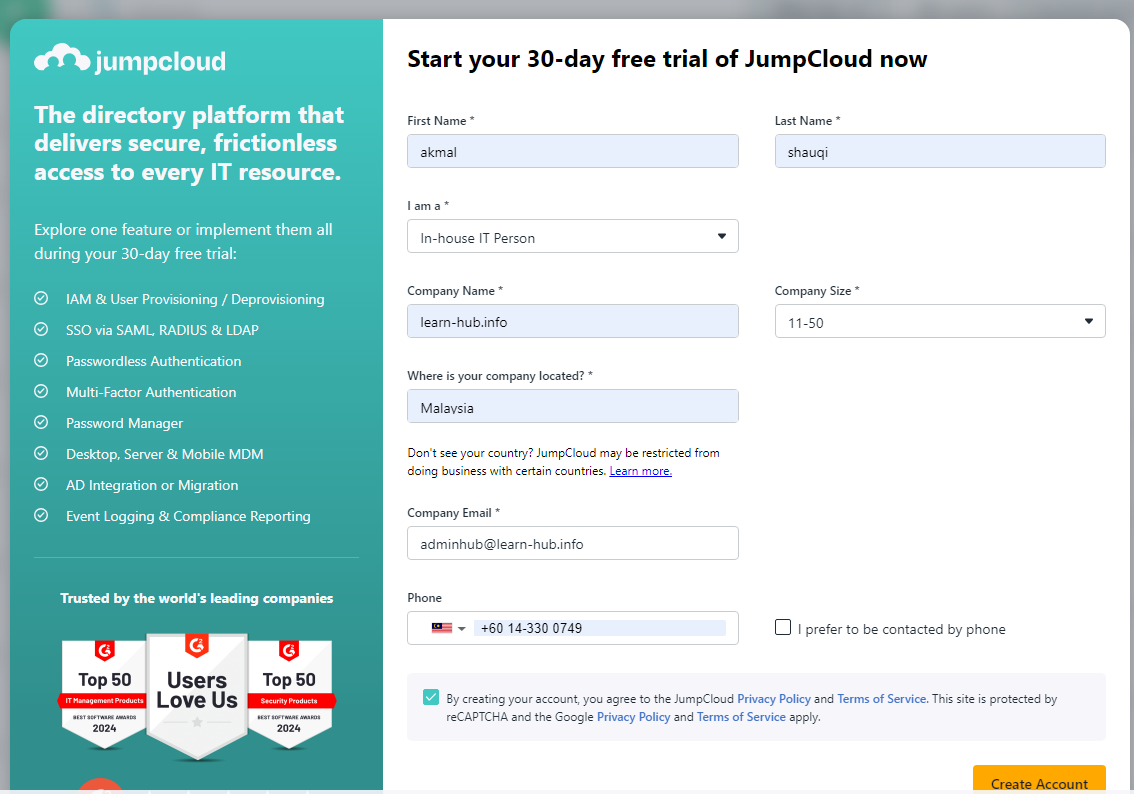 jumpcloud
The directory platform that
delivers secure, frictionless
access to every IT resource.
Explore one feature or implement them all
during your 30-day free trial:
IAM & User Provisioning / Deprovisioning
SSO via SAML, RADIUS & LDAP
Passwordless Authentication
Multi-Factor Authentication
Password Manager
Desktop, Server & Mobile MDM
AD Integration or Migration
Event Logging & Compliance Reporting
Trusted by the world's leading companies
Top 50
IT Management Products
BEST SOFTWARE AWARDS
2024
Users
Love Us
Top 50
Security Products
BEST SOFTWARE AWARDS
2024
Start your 30-day free trial of JumpCloud now
First Name *
akmal
Last Name *
shauqi
I am a *
In-house IT Person
Company Name *
learn-hub.info
Company Size *
11-50
Where is your company located? *
Malaysia
Don't see your country? JumpCloud may be restricted from
doing business with certain countries. Learn more.
Company Email *
adminhub@learn-hub.info
Phone
+60 14-330 0749
I prefer to be contacted by phone
By creating your account, you agree to the JumpCloud Privacy Policy and Terms of Service. This site is protected by
reCAPTCHA and the Google Privacy Policy and Terms of Service apply.
Create Account